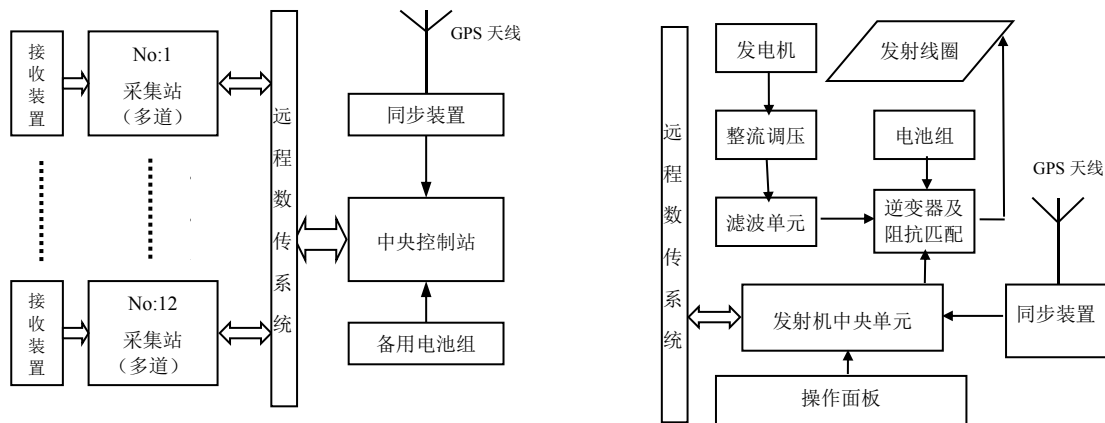 接收装置
No:1
采集站
（多道）
远程数传系统
GPS 天线
同步装置
中央控制站
备用电池组
接收装置
No:12
采集站
（多道）
远程数传系统
发电机
发射线圈
整流调压
电池组
滤波单元
逆变器及
阻抗匹配
GPS 天线
发射机中央单元
同步装置
操作面板